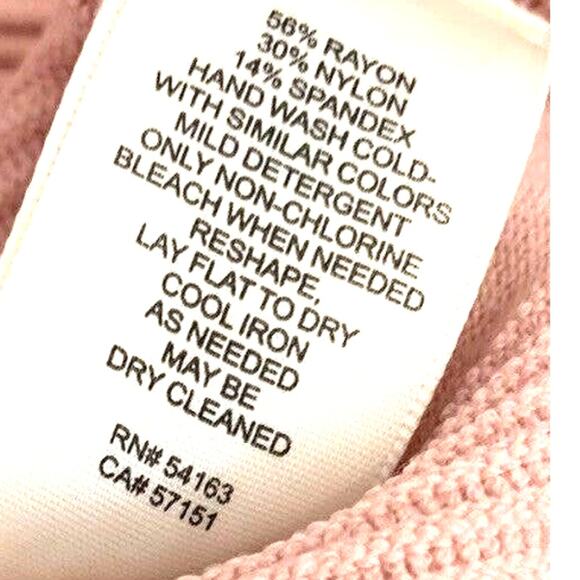 56% RAYON
30% NYLON
14% SPANDEX
HAND WASH COLD-
WITH SIMILAR COLORS
MILD DETERGENT
ONLY NON-CHLORINE
BLEACH WHEN NEEDED
RESHAPE,
LAY FLAT TO DRY
COOL IRON
AS NEEDED
MAY BE
DRY CLEANED
RN# 54163
CA# 57151